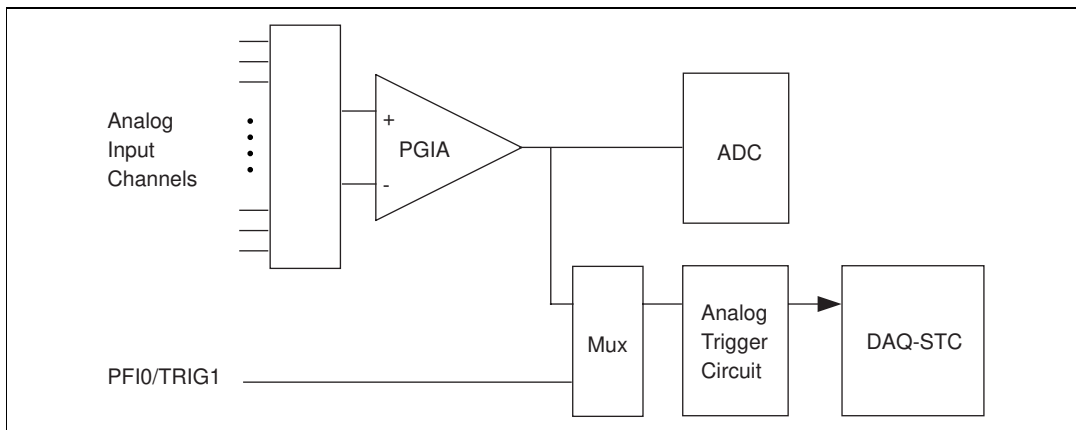 Analog
Input
Channels
+
PGIA
-
ADC
Mux
Analog
Trigger
Circuit
DAQ-STC
PFI0/TRIG1